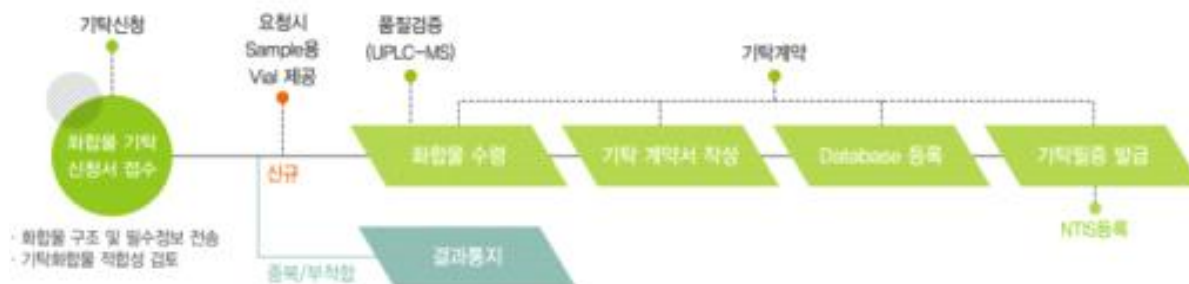 기탁신청
요청시
Sample용
Vial 제공
품질검증
(UPLC-MS)
기탁계약
화합물 기탁
신청서 접수
화합물 수령
기탁 계약서 작성
Database 등록
기탁필증 발급
신규
NTIS등록
· 화합물 구조 및 필수정보 전송
· 기탁화합물 적합성 검토
중복/부적합
결과통지